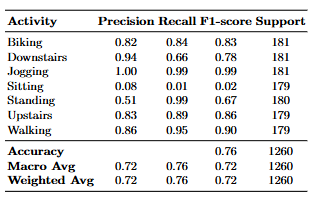 Activity Precision Recall F1-score Support
Biking 0.82 0.84 0.83 181
Downstairs 0.94 0.66 0.78 181
Jogging 1.00 0.99 0.99 181
Sitting 0.08 0.01 0.02 179
Standing 0.51 0.99 0.67 180
Upstairs 0.83 0.89 0.86 179
Walking 0.86 0.95 0.90 179
Accuracy 0.76 1260
Macro Avg 0.72 0.76 0.72 1260
Weighted Avg 0.72 0.76 0.72 1260